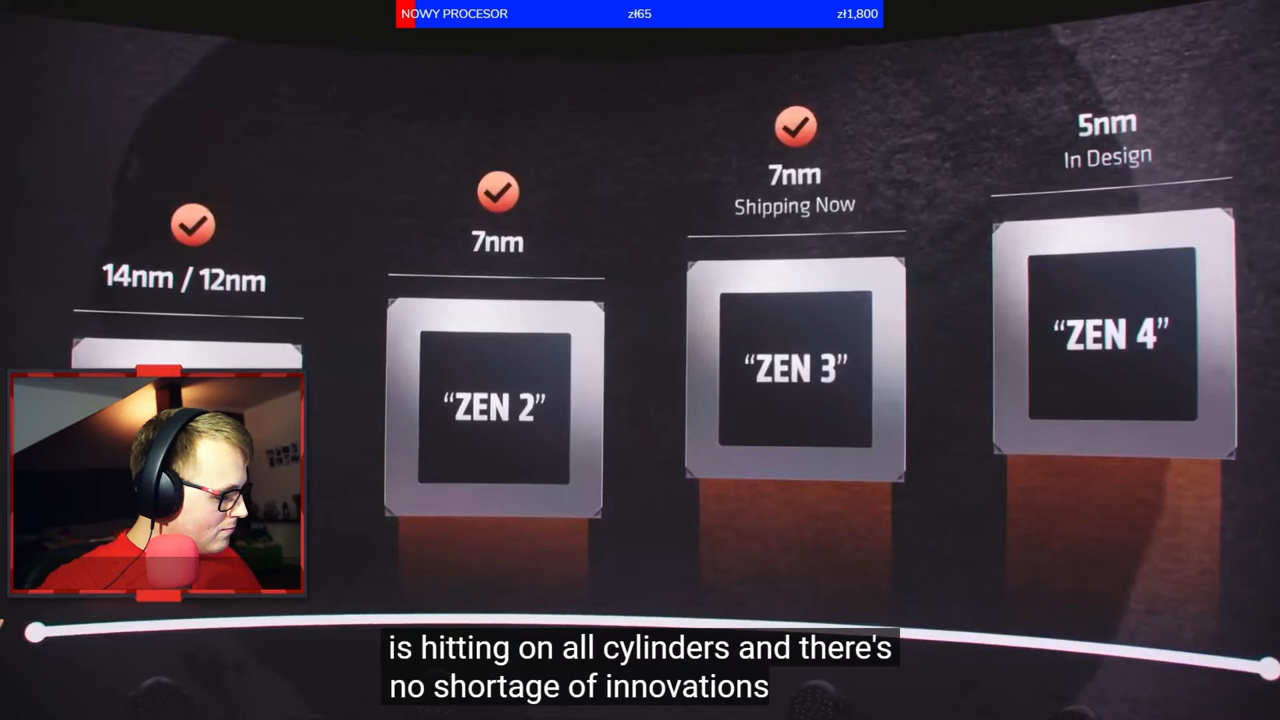 NOWY PROCESOR zł65 zł1,800
14nm / 12nm
7nm
"ZEN 2"
7nm
Shipping Now
"ZEN 3"
5nm
In Design
"ZEN 4"
is hitting on all cylinders and there's
no shortage of innovations